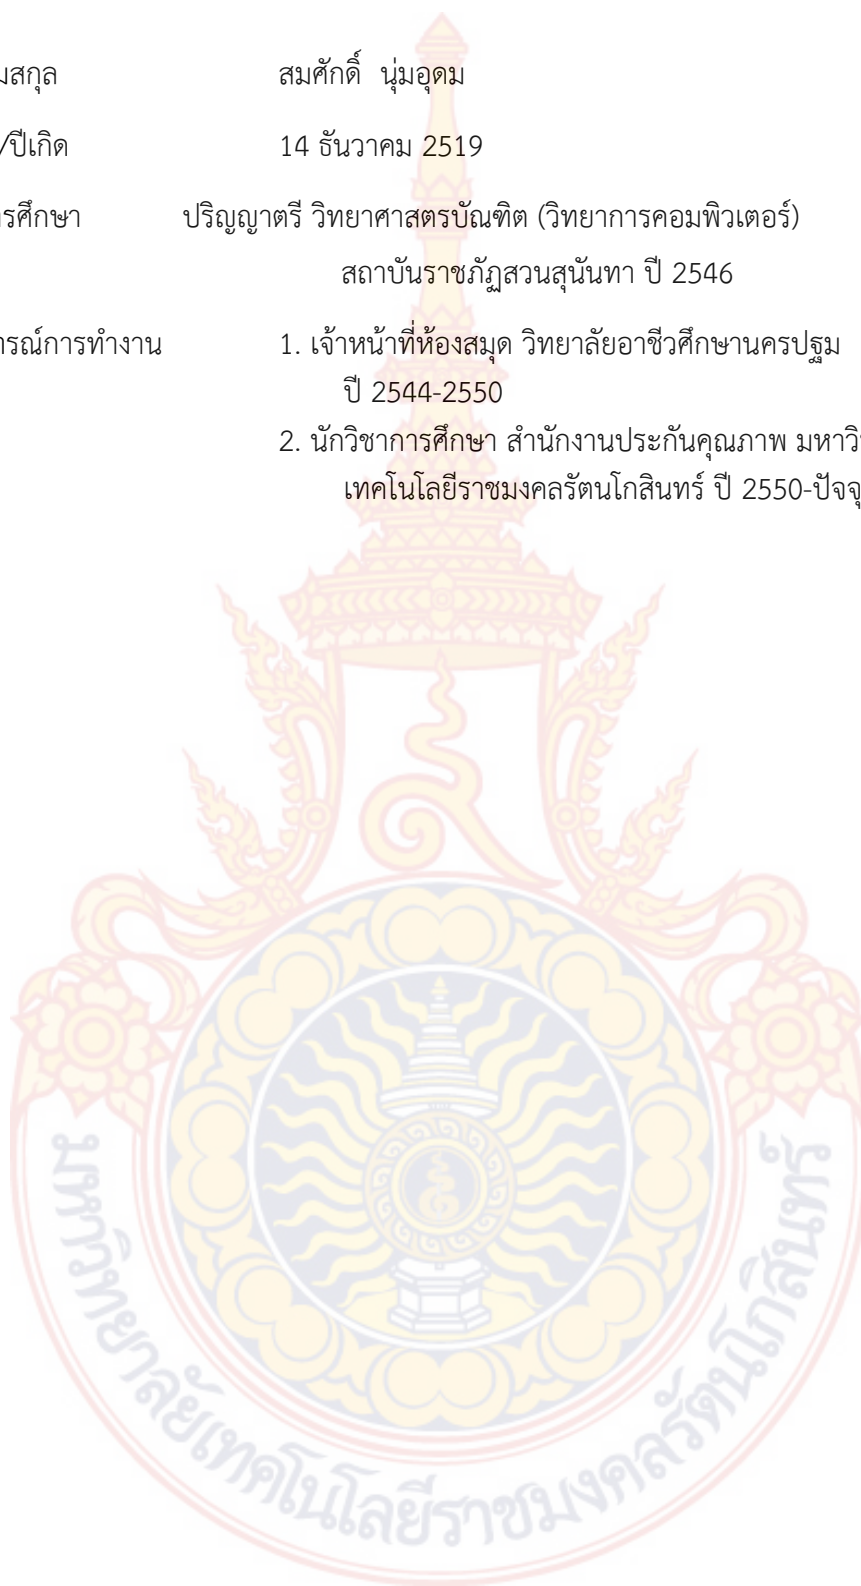 มสกุล สมศักดิ์ นุ่มอุดม
/ปีเกิด 14 ธันวาคม 2519
รศึกษา ปริญญาตรี วิทยาศาสตรบัณฑิต (วิทยาการคอมพิวเตอร์)
สถาบันราชภัฏสวนสุนันทา ปี 2546
ารณ์การทำงาน 1. เจ้าหน้าที่ห้องสมุด วิทยาลัยอาชีวศึกษานครปฐม
ปี 2544-2550
2. นักวิชาการศึกษา สำนักงานประกันคุณภาพ มหาวิ
เทคโนโลยีราชมงคลรัตนโกสินทร์ ปี 2550-ปัจจุ
มหาวิทยาลัยเทคโนโลยีราชมงคลรัตนโกสินทร์